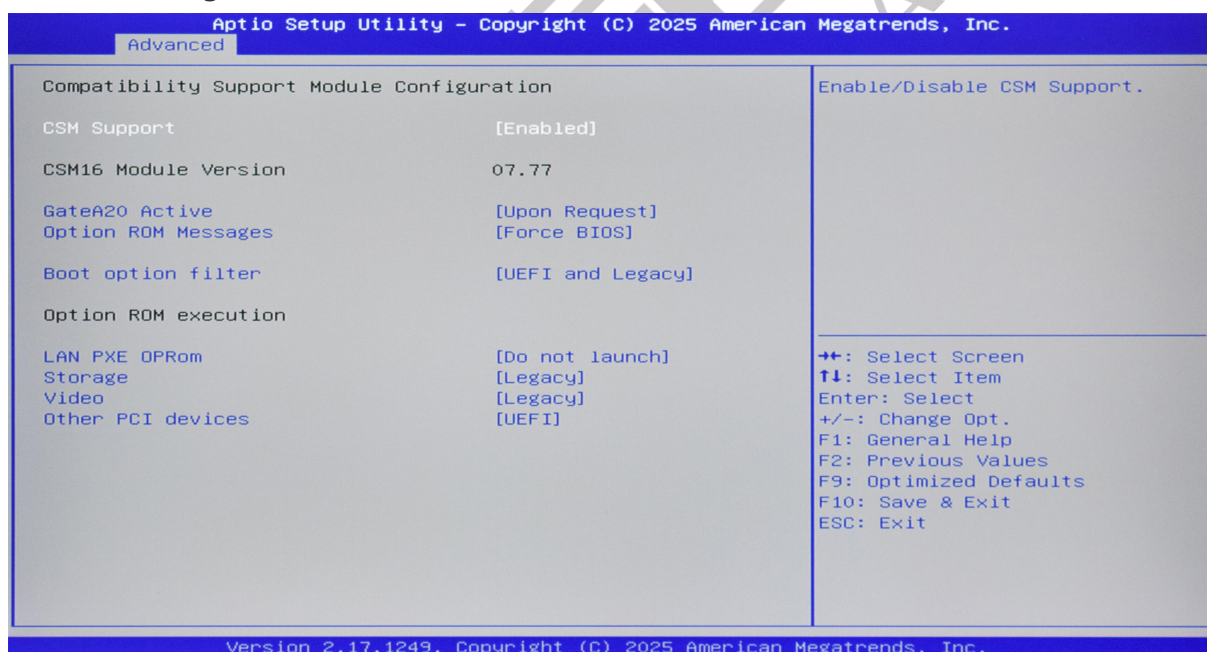 Aptio Setup Utility – Copyright (C) 2025 American Megatrends, Inc.
Advanced
Compatibility Support Module Configuration
Enable/Disable CSM Support.
CSM Support [Enabled]
CSM16 Module Version 07.77
GateA20 Active [Upon Request]
Option ROM Messages [Force BIOS]
Boot option filter [UEFI and Legacy]
Option ROM execution
LAN PXE OPRom [Do not launch]
Storage [Legacy]
Video [Legacy]
Other PCI devices [UEFI]
→←: Select Screen
↑↓: Select Item
Enter: Select
+/-: Change Opt.
F1: General Help
F2: Previous Values
F9: Optimized Defaults
F10: Save & Exit
ESC: Exit
Version 2.17.1249. Copyright (C) 2025 American Megatrends, Inc.